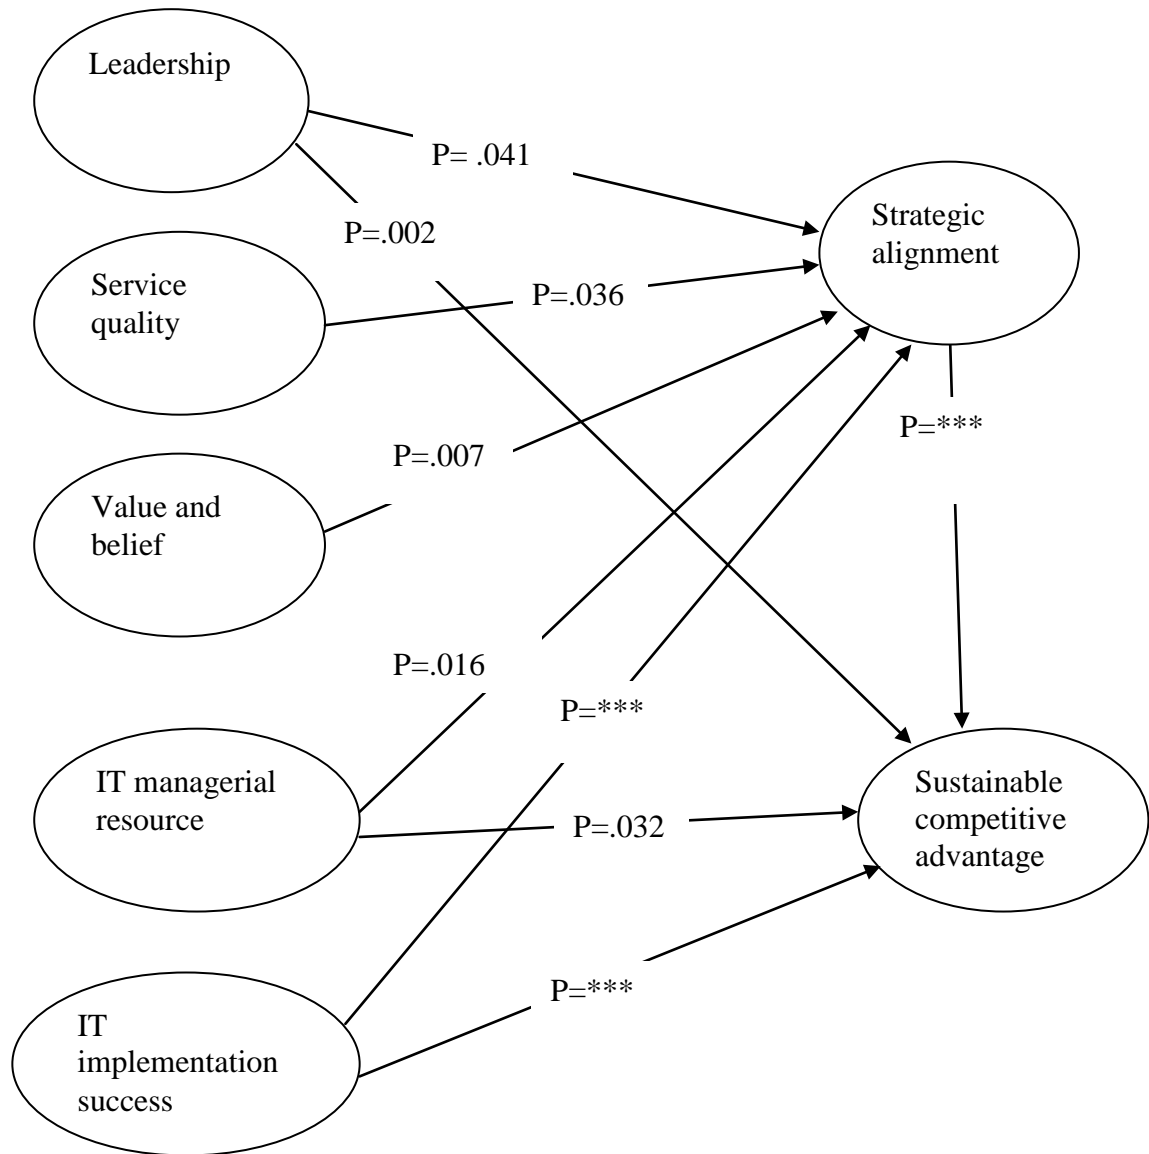 Leadership
P= .041
Strategic
alignment
P=.002
Service
quality
P=.036
P=***
P=.007
Value and
belief
P=.016
P=***
IT managerial
resource
P=.032
Sustainable
competitive
advantage
P=***
IT
implementation
success